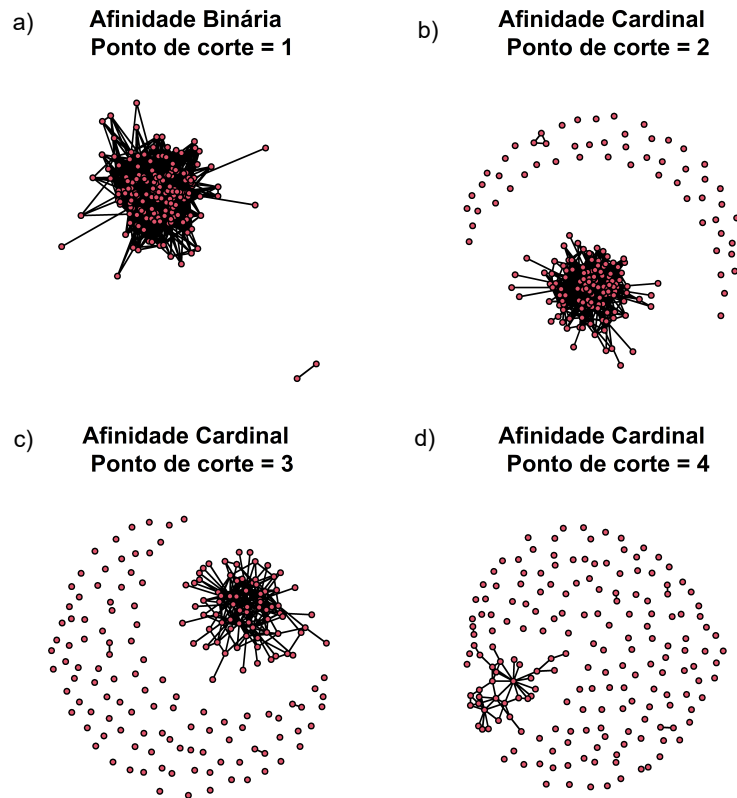 a)
Afinidade Binária
Ponto de corte = 1
b)
Afinidade Cardinal
Ponto de corte = 2
c)
Afinidade Cardinal
Ponto de corte = 3
d)
Afinidade Cardinal
Ponto de corte = 4